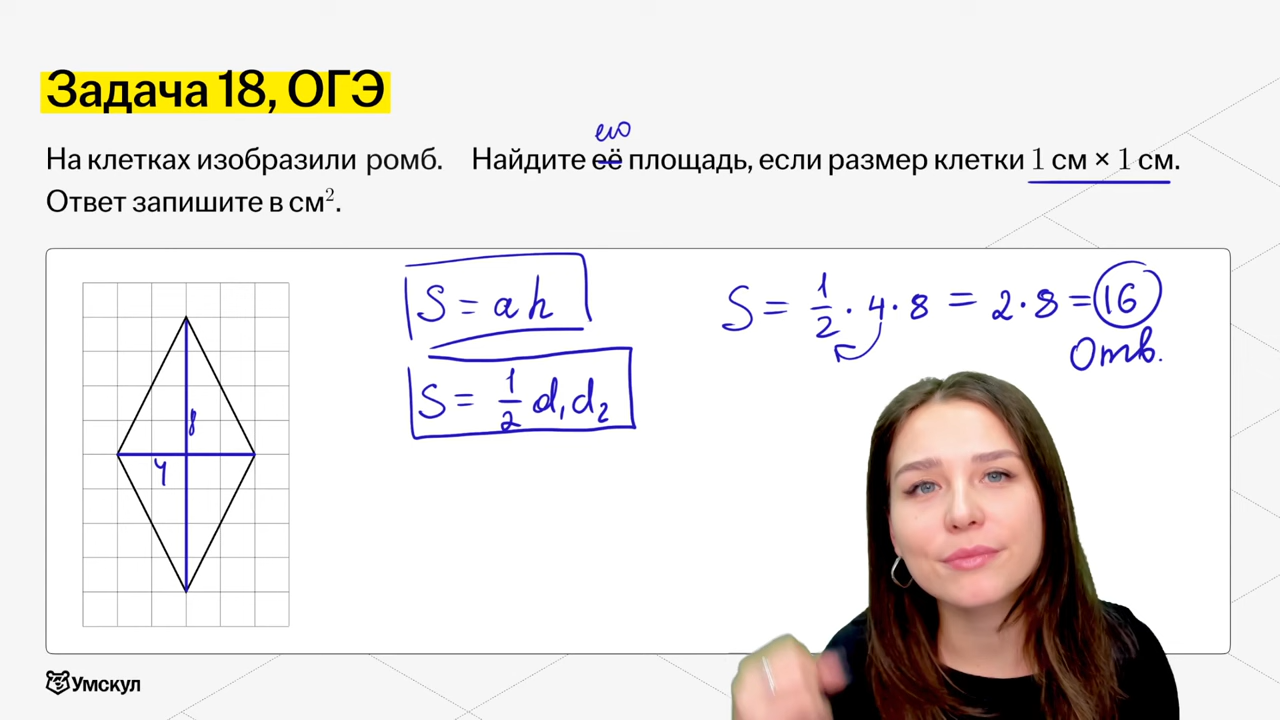 Задача 18, ОГЭ
его
На клетках изобразили ромб. Найдите её площадь, если размер клетки 1 см × 1 см.
Ответ запишите в см².
S = ah
S = 1/2 d₁d₂
S = 1/2 · 4 · 8 = 2 · 8 = 16
Отв.
8
4
Умскул